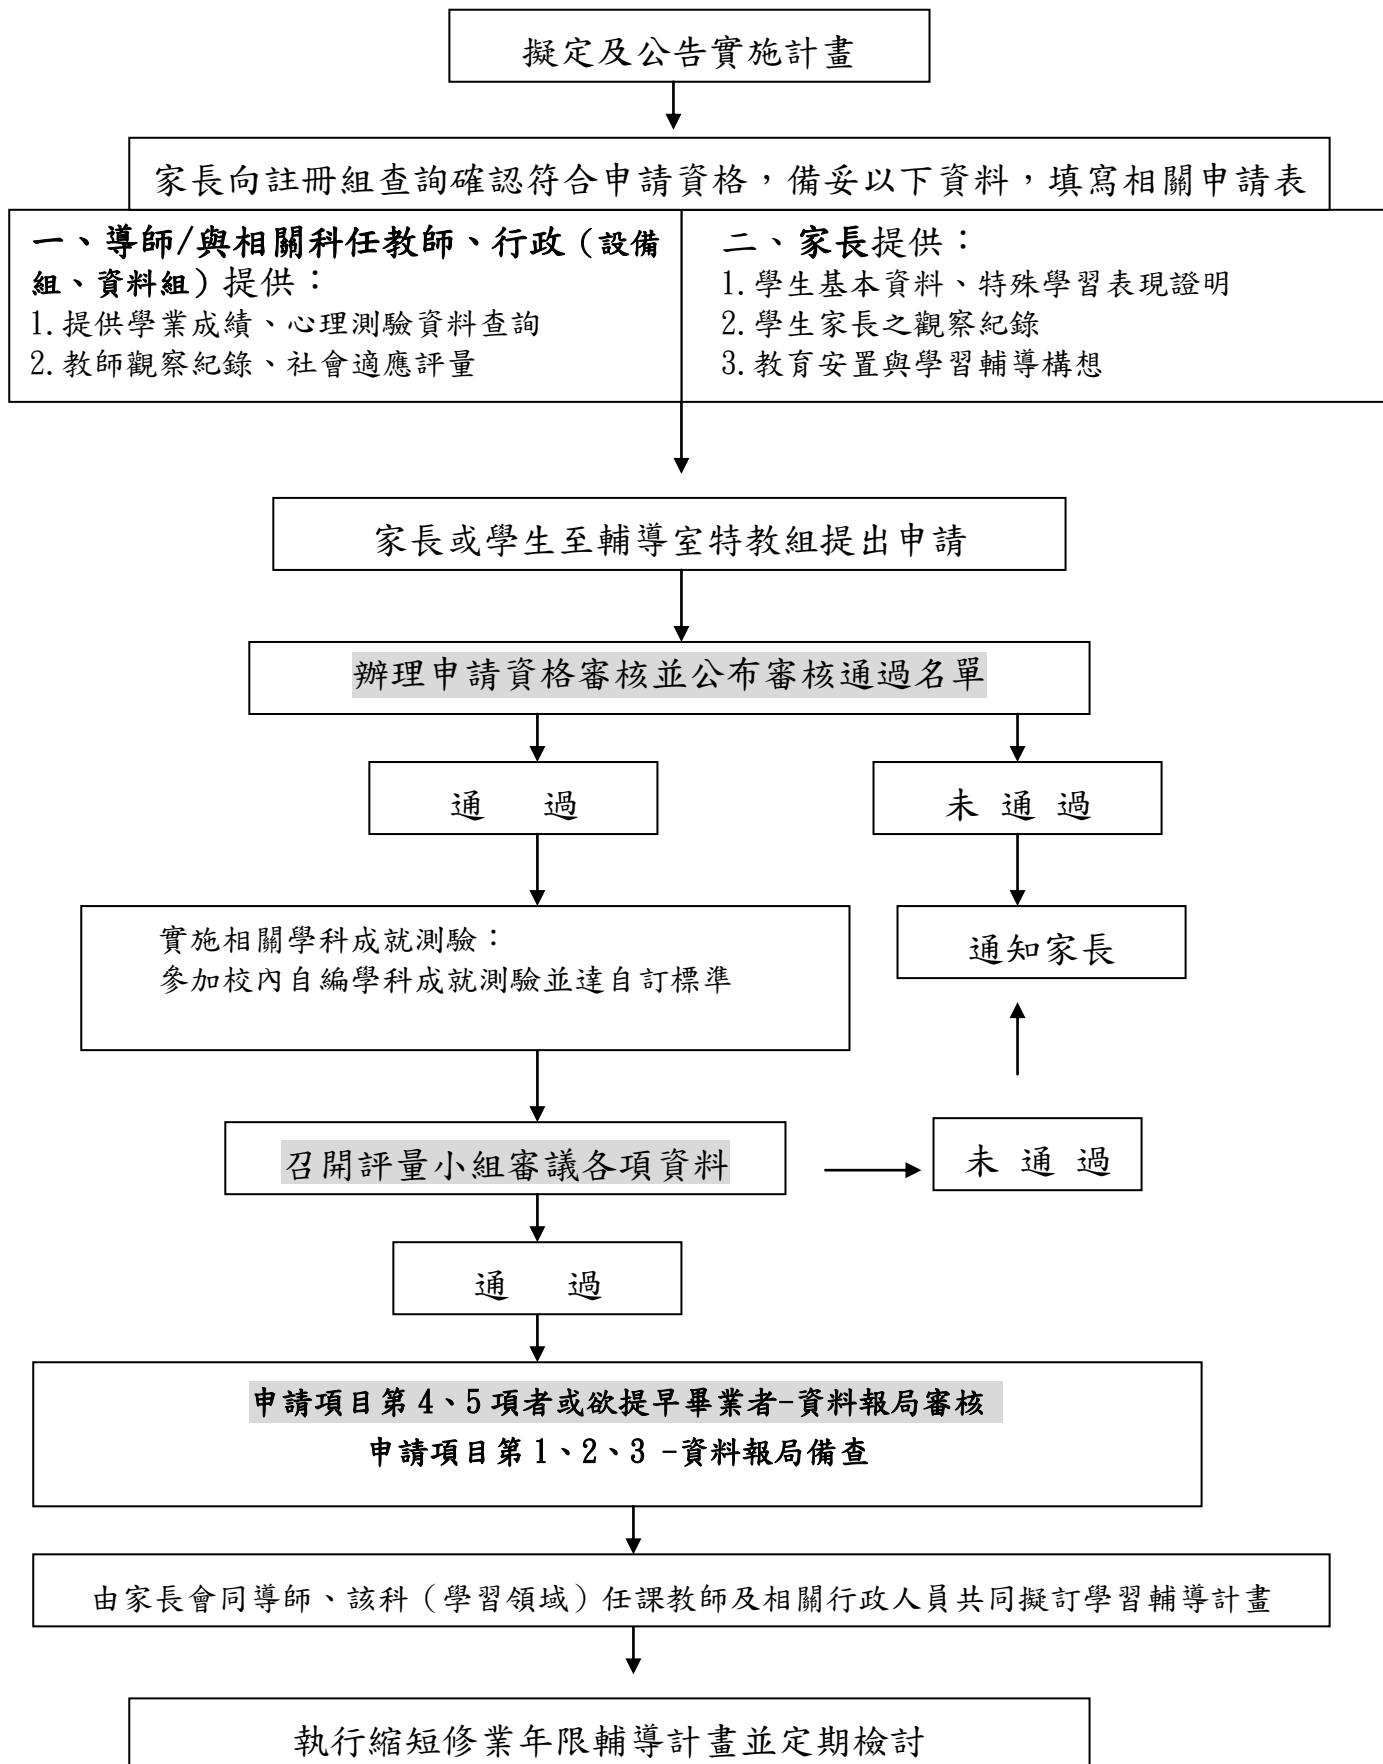 擬定及公告實施計畫
家長向註冊組查詢確認符合申請資格，備妥以下資料，填寫相關申請表
一、導師/與相關科任教師、行政（設備
組、資料組）提供：
1.提供學業成績、心理測驗資料查詢
2.教師觀察紀錄、社會適應評量
二、家長提供：
1.學生基本資料、特殊學習表現證明
2.學生家長之觀察紀錄
3.教育安置與學習輔導構想
家長或學生至輔導室特教組提出申請
辦理申請資格審核並公布審核通過名單
通 過
未 通 過
實施相關學科成就測驗：
參加校內自編學科成就測驗並達自訂標準
通知家長
召開評量小組審議各項資料
未 通 過
通 過
申請項目第 4、5 項者或欲提早畢業者-資料報局審核
申請項目第 1、2、3 -資料報局備查
由家長會同導師、該科（學習領域）任課教師及相關行政人員共同擬訂學習輔導計畫
執行縮短修業年限輔導計畫並定期檢討